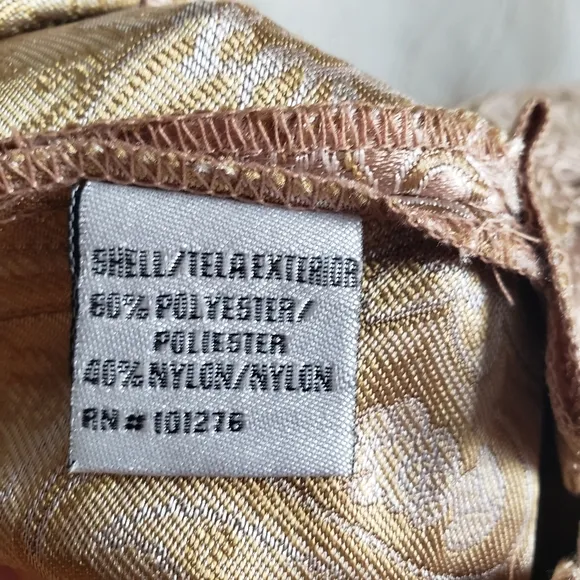 SHELL/TELA EXTERIOR
60% POLYESTER/
POLIESTER
40% NYLON/NYLON
RN# 101276